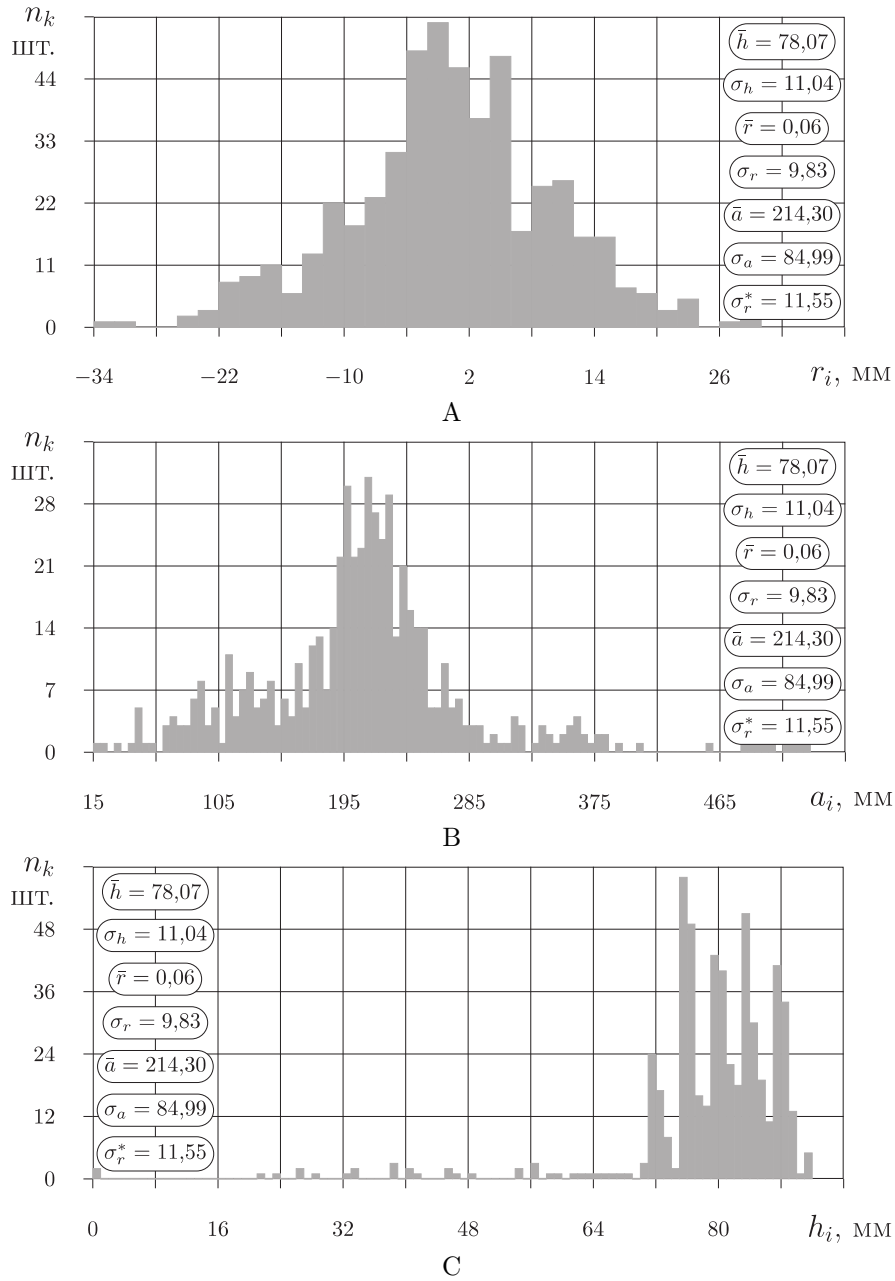 n_k
шт.
44
33
22
11
0
−34 −22 −10 2 14 26 r_i, мм
h̄ = 78,07
σ_h = 11,04
r̄ = 0,06
σ_r = 9,83
ā = 214,30
σ_a = 84,99
σ_r^* = 11,55
A
n_k
шт.
28
21
14
7
0
15 105 195 285 375 465 a_i, мм
h̄ = 78,07
σ_h = 11,04
r̄ = 0,06
σ_r = 9,83
ā = 214,30
σ_a = 84,99
σ_r^* = 11,55
B
n_k
шт.
48
36
24
12
0
0 16 32 48 64 80 h_i, мм
h̄ = 78,07
σ_h = 11,04
r̄ = 0,06
σ_r = 9,83
ā = 214,30
σ_a = 84,99
σ_r^* = 11,55
C